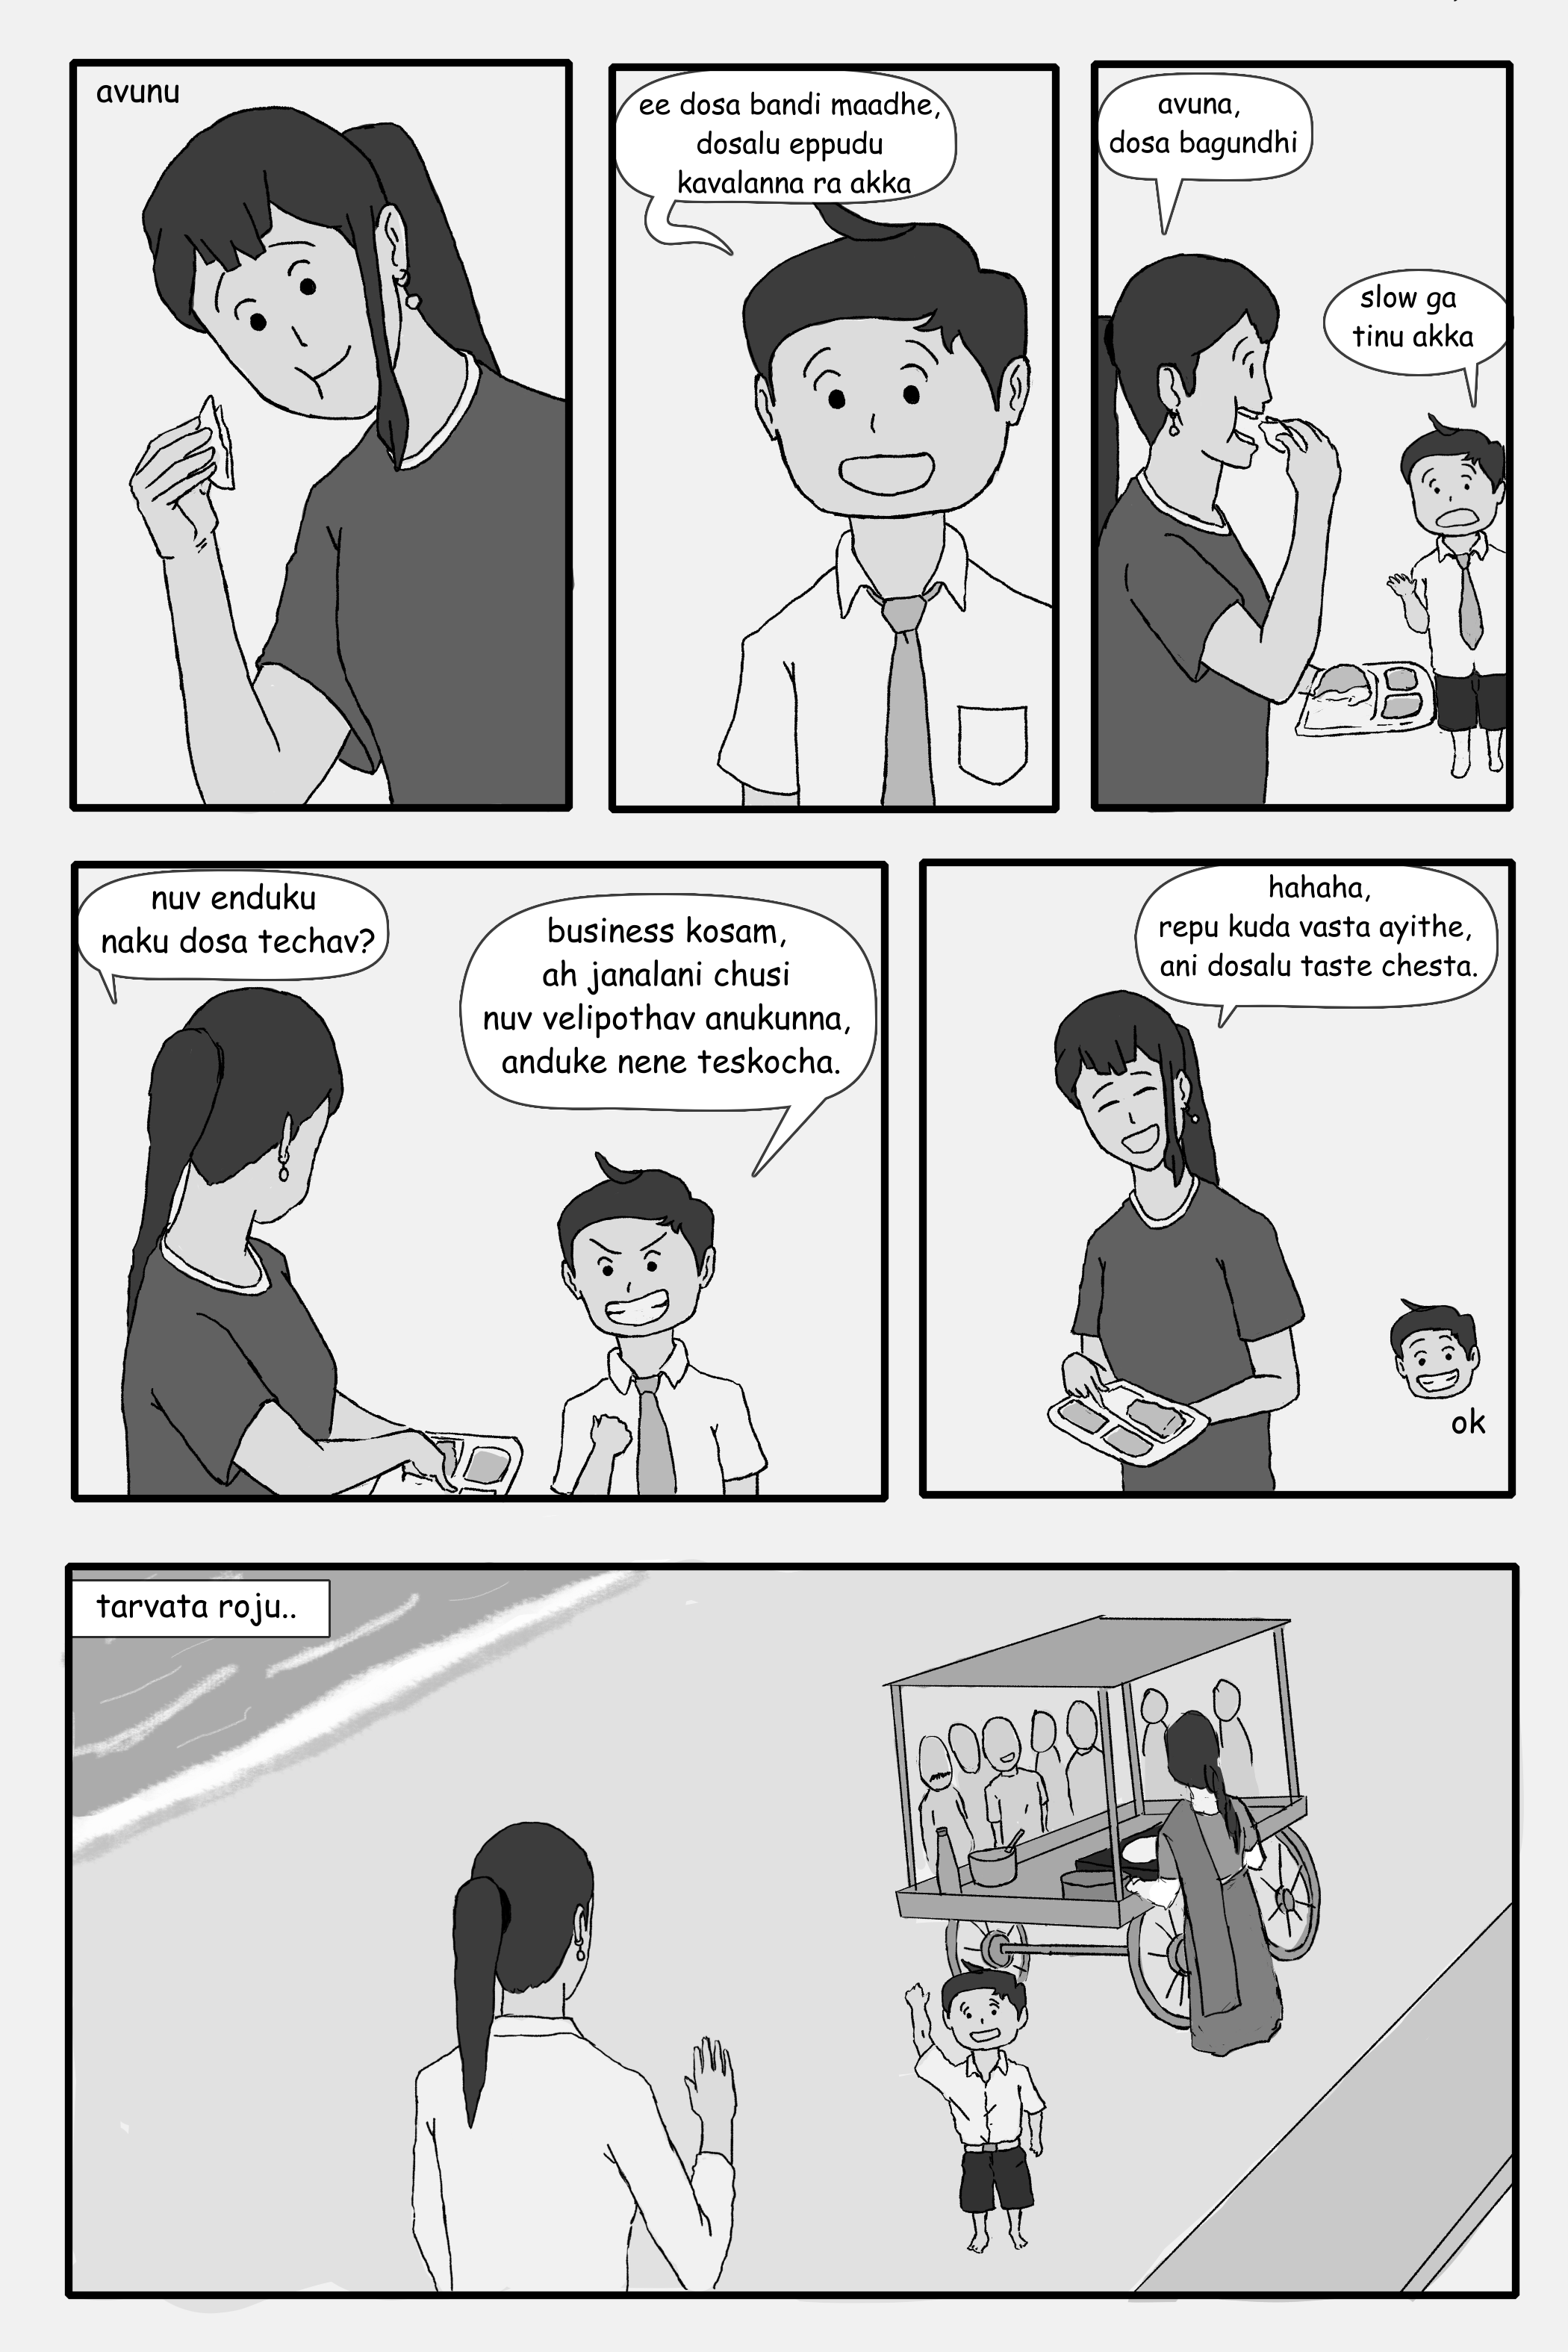 avunu
ee dosa bandi maadhe,
dosalu eppudu
kavalanna ra akka
avuna,
dosa bagundhi
slow ga
tinu akka
nuv enduku
naku dosa techav?
business kosam,
ah janalani chusi
nuv velipothav anukunna,
anduke nene teskocha.
hahaha,
repu kuda vasta ayithe,
ani dosalu taste chesta.
ok
tarvata roju..